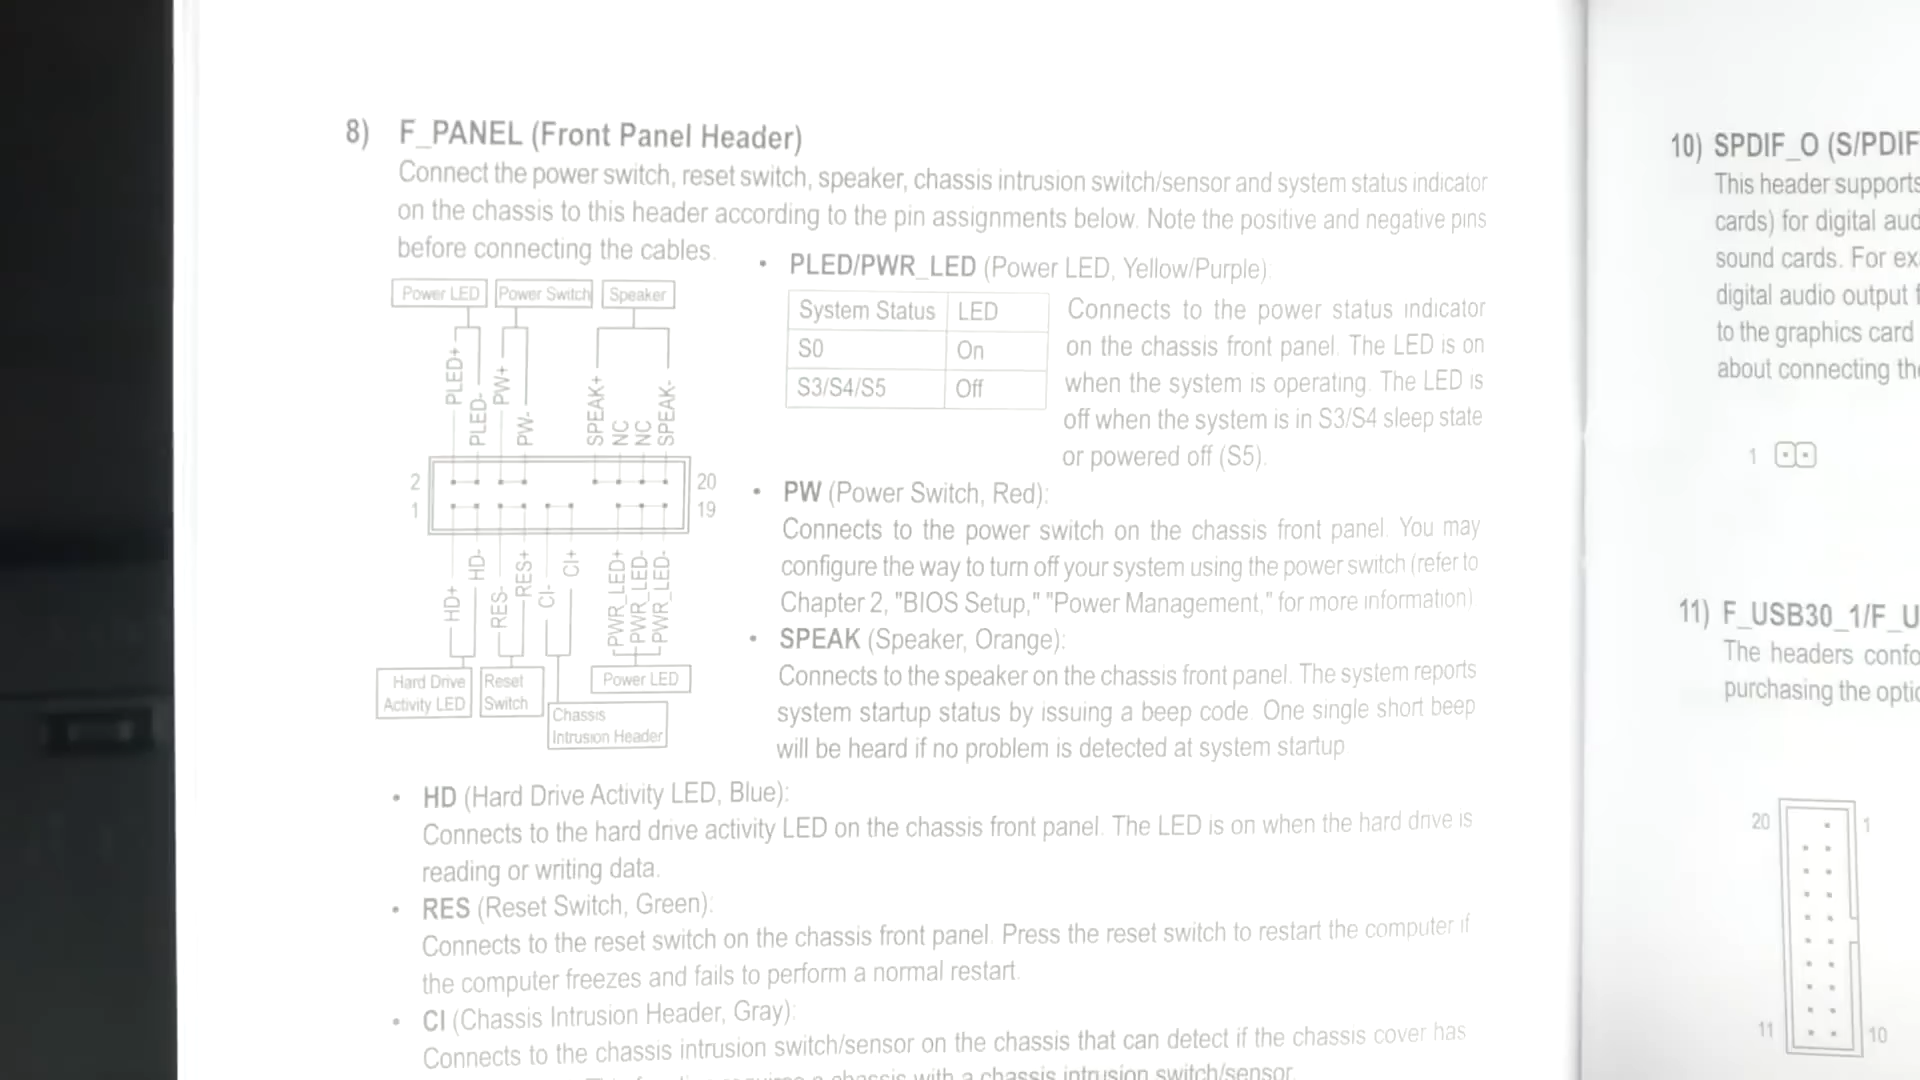 8) F_PANEL (Front Panel Header)
Connect the power switch, reset switch, speaker, chassis intrusion switch/sensor and system status indicator
on the chassis to this header according to the pin assignments below. Note the positive and negative pins
before connecting the cables.
Power LED
Power Switch
Speaker
PLED+
PLED-
PW+
PW-
SPEAK+
NC
NC
SPEAK-
2
20
1
19
HD+
HD-
RES-
RES+
CI-
CI+
PWR_LED+
PWR_LED-
PWR_LED-
Hard Drive
Activity LED
Reset
Switch
Power LED
Chassis
Intrusion Header
• PLED/PWR_LED (Power LED, Yellow/Purple)
System Status LED
S0 On
S3/S4/S5 Off
Connects to the power status indicator
on the chassis front panel. The LED is on
when the system is operating. The LED is
off when the system is in S3/S4 sleep state
or powered off (S5).
• PW (Power Switch, Red):
Connects to the power switch on the chassis front panel. You may
configure the way to turn off your system using the power switch (refer to
Chapter 2, "BIOS Setup," "Power Management," for more information)
• SPEAK (Speaker, Orange):
Connects to the speaker on the chassis front panel. The system reports
system startup status by issuing a beep code. One single short beep
will be heard if no problem is detected at system startup
• HD (Hard Drive Activity LED, Blue):
Connects to the hard drive activity LED on the chassis front panel. The LED is on when the hard drive is
reading or writing data.
• RES (Reset Switch, Green):
Connects to the reset switch on the chassis front panel. Press the reset switch to restart the computer if
the computer freezes and fails to perform a normal restart.
• CI (Chassis Intrusion Header, Gray):
Connects to the chassis intrusion switch/sensor on the chassis that can detect if the chassis cover has
a chassis with a chassis intrusion switch/sensor.
10) SPDIF_O (S/PDIF
This header supports
cards) for digital aud
sound cards. For ex
digital audio output f
to the graphics card
about connecting the
1
11) F_USB30_1/F_U
The headers confo
purchasing the optio
20
1
11
10